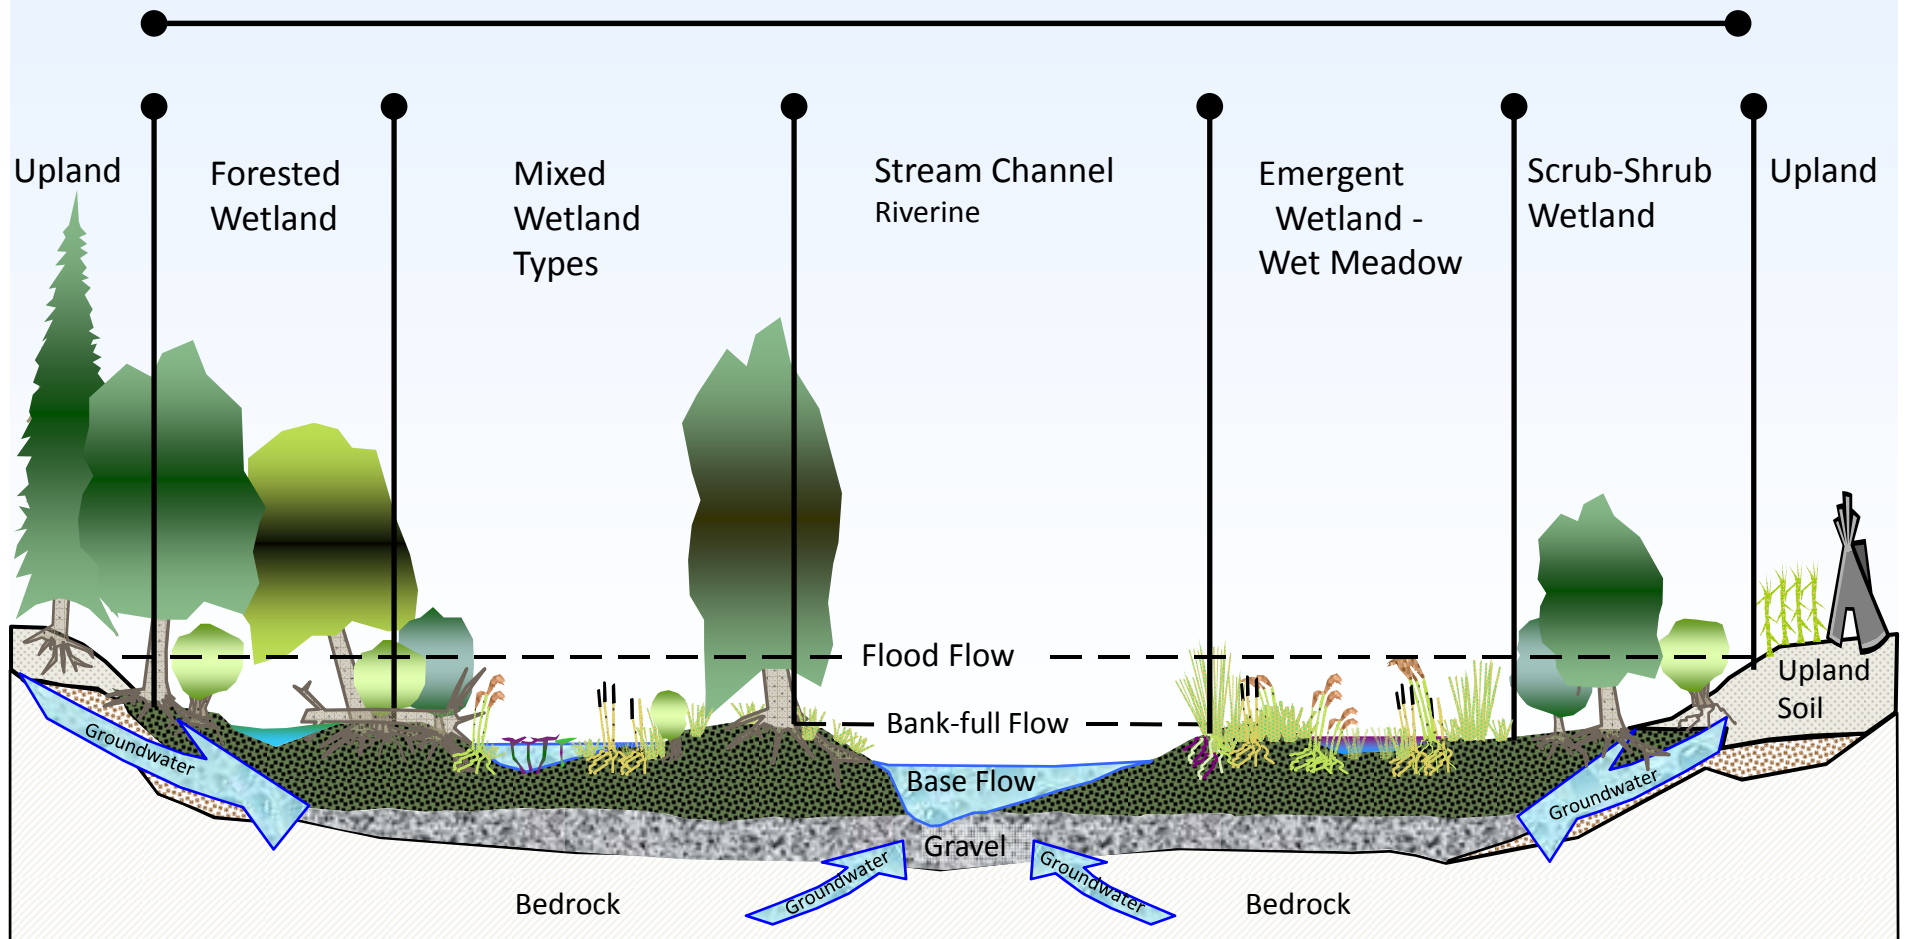 Upland
Forested
Wetland
Mixed
Wetland
Types
Stream Channel
Riverine
Emergent
Wetland -
Wet Meadow
Scrub-Shrub
Wetland
Upland
Flood Flow
Bank-full Flow
Base Flow
Upland
Soil
Groundwater
Groundwater
Gravel
Groundwater
Groundwater
Bedrock
Bedrock